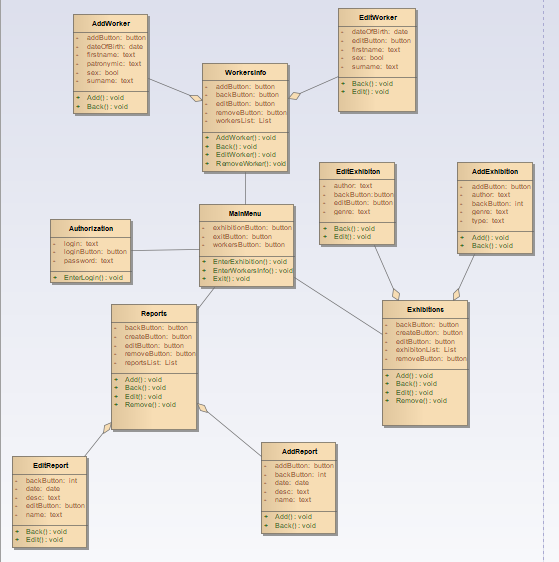 AddWorker
- addButton: button
- dateOfBirth: date
- firstname: text
- patronymic: text
- sex: bool
- surname: text
+ Add() : void
+ Back() : void
EditWorker
- dateOfBirth: date
- editButton: button
- firstname: text
- sex: bool
- surname: text
+ Back() : void
+ Edit() : void
WorkersInfo
- addButton: button
- backButton: button
- editButton: button
- removeButton: button
- workersList: List
+ AddWorker() : void
+ Back() : void
+ EditWorker() : void
+ RemoveWorker() : void
EditExhibiton
- author: text
- backButton: button
- editButton: button
- genre: text
+ Back() : void
+ Edit() : void
AddExhibition
- addButton: button
- author: text
- backButton: int
- genre: text
- type: text
+ Add() : void
+ Back() : void
Authorization
- login: text
- loginButton: button
- password: text
+ EnterLogin() : void
MainMenu
- exhibitionButton: button
- exitButton: button
- workersButton: button
+ EnterExhibition() : void
+ EnterWorkersInfo() : void
+ Exit() : void
Reports
- backButton: button
- createButton: button
- editButton: button
- removeButton: button
- reportsList: List
+ Add() : void
+ Back() : void
+ Edit() : void
+ Remove() : void
Exhibitions
- backButton: button
- createButton: button
- editButton: button
- exhibitonList: List
- removeButton: button
+ Add() : void
+ Back() : void
+ Edit() : void
+ Remove() : void
EditReport
- backButton: int
- date: date
- desc: text
- editButton: button
- name: text
+ Back() : void
+ Edit() : void
AddReport
- addButton: button
- backButton: int
- date: date
- desc: text
- name: text
+ Add() : void
+ Back() : void